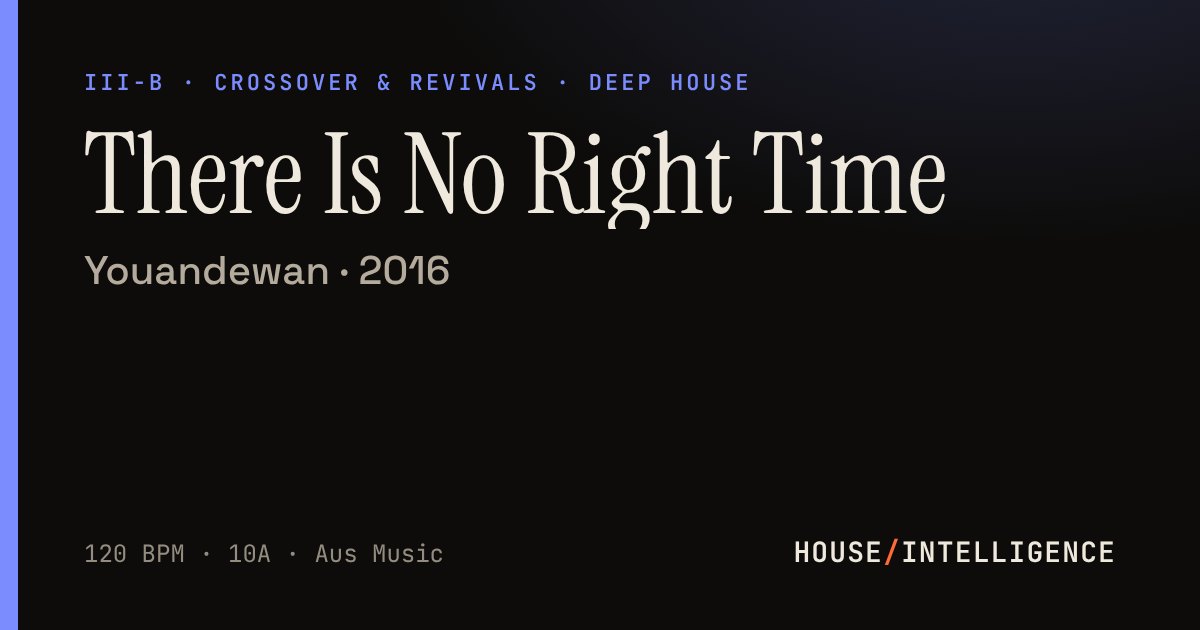 III-B · CROSSOVER & REVIVALS · DEEP HOUSE
There Is No Right Time
Youandewan · 2016
120 BPM · 10A · Aus Music
HOUSE/INTELLIGENCE